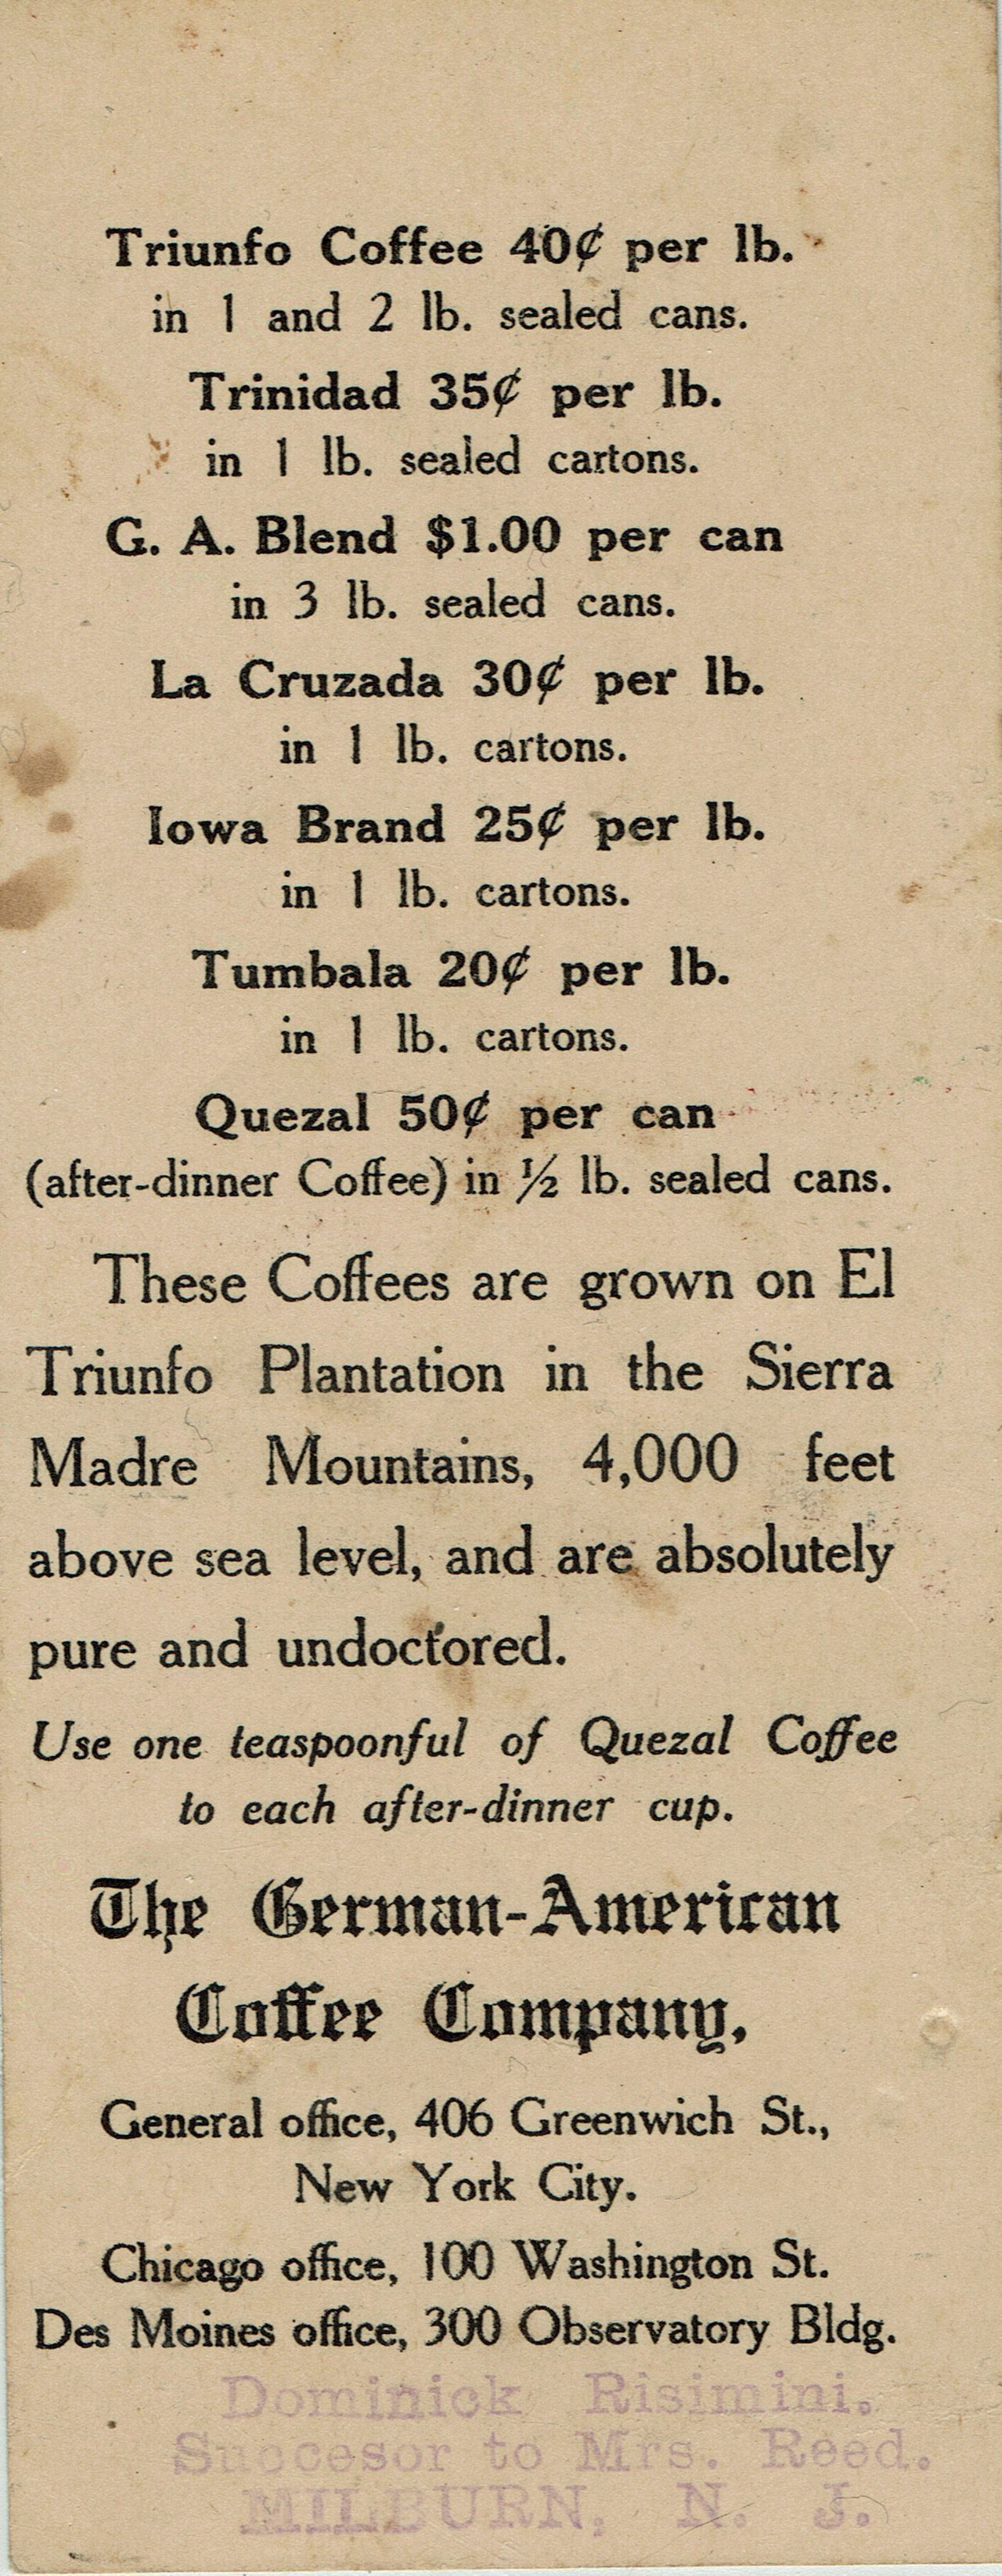 Triunfo Coffee 40¢ per lb.
in 1 and 2 lb. sealed cans.
Trinidad 35¢ per lb.
in 1 lb. sealed cartons.
G. A. Blend $1.00 per can
in 3 lb. sealed cans.
La Cruzada 30¢ per lb.
in 1 lb. cartons.
Iowa Brand 25¢ per lb.
in 1 lb. cartons.
Tumbala 20¢ per lb.
in 1 lb. cartons.
Quezal 50¢ per can
(after-dinner Coffee) in ½ lb. sealed cans.
These Coffees are grown on El
Triunfo Plantation in the Sierra
Madre Mountains, 4,000 feet
above sea level, and are absolutely
pure and undoctored.
Use one teaspoonful of Quezal Coffee
to each after-dinner cup.
The German-American
Coffee Company,
General office, 406 Greenwich St.,
New York City.
Chicago office, 100 Washington St.
Des Moines office, 300 Observatory Bldg.
Dominick Risimini.
Succesor to Mrs. Reed.
MILBURN, N. J.